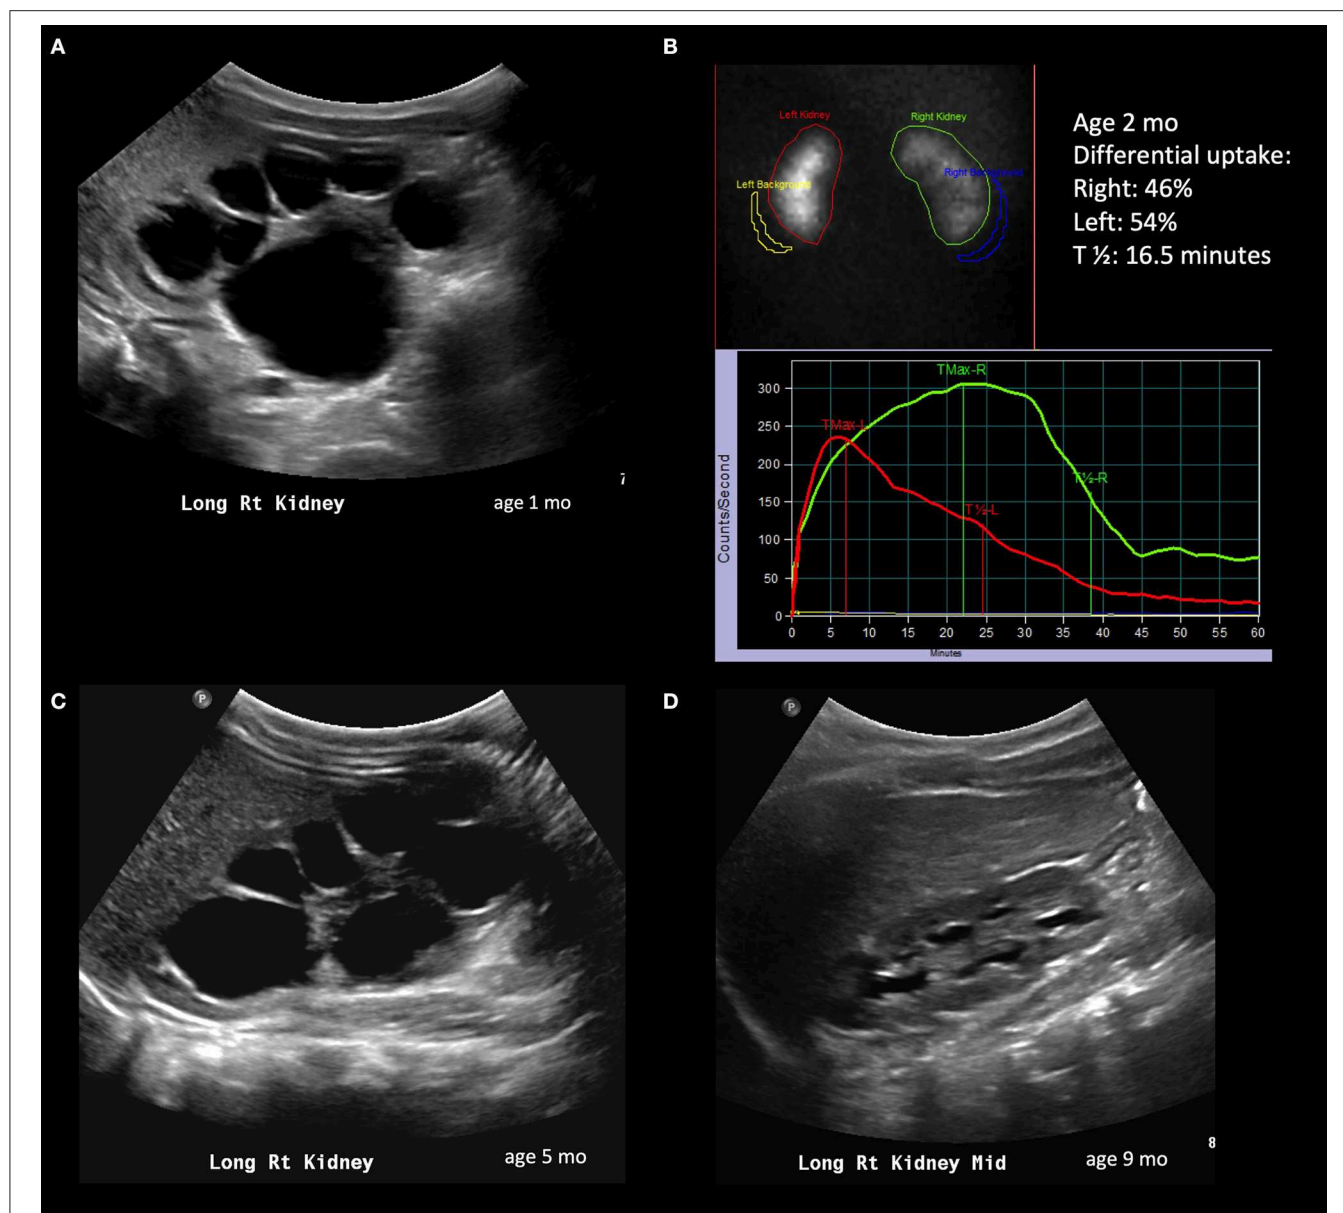 A
Long Rt Kidney
age 1 mo
7
B
Left Kidney
Right Kidney
Left Background
Right Background
Age 2 mo
Differential uptake:
Right: 46%
Left: 54%
T ½: 16.5 minutes
TMax-R
TMax-L
T½-R
T½-L
Counts/Second
300
250
200
150
100
50
0
0 5 10 15 20 25 30 35 40 45 50 55 60
Minutes
C
P
Long Rt Kidney
age 5 mo
D
P
8
Long Rt Kidney Mid
age 9 mo